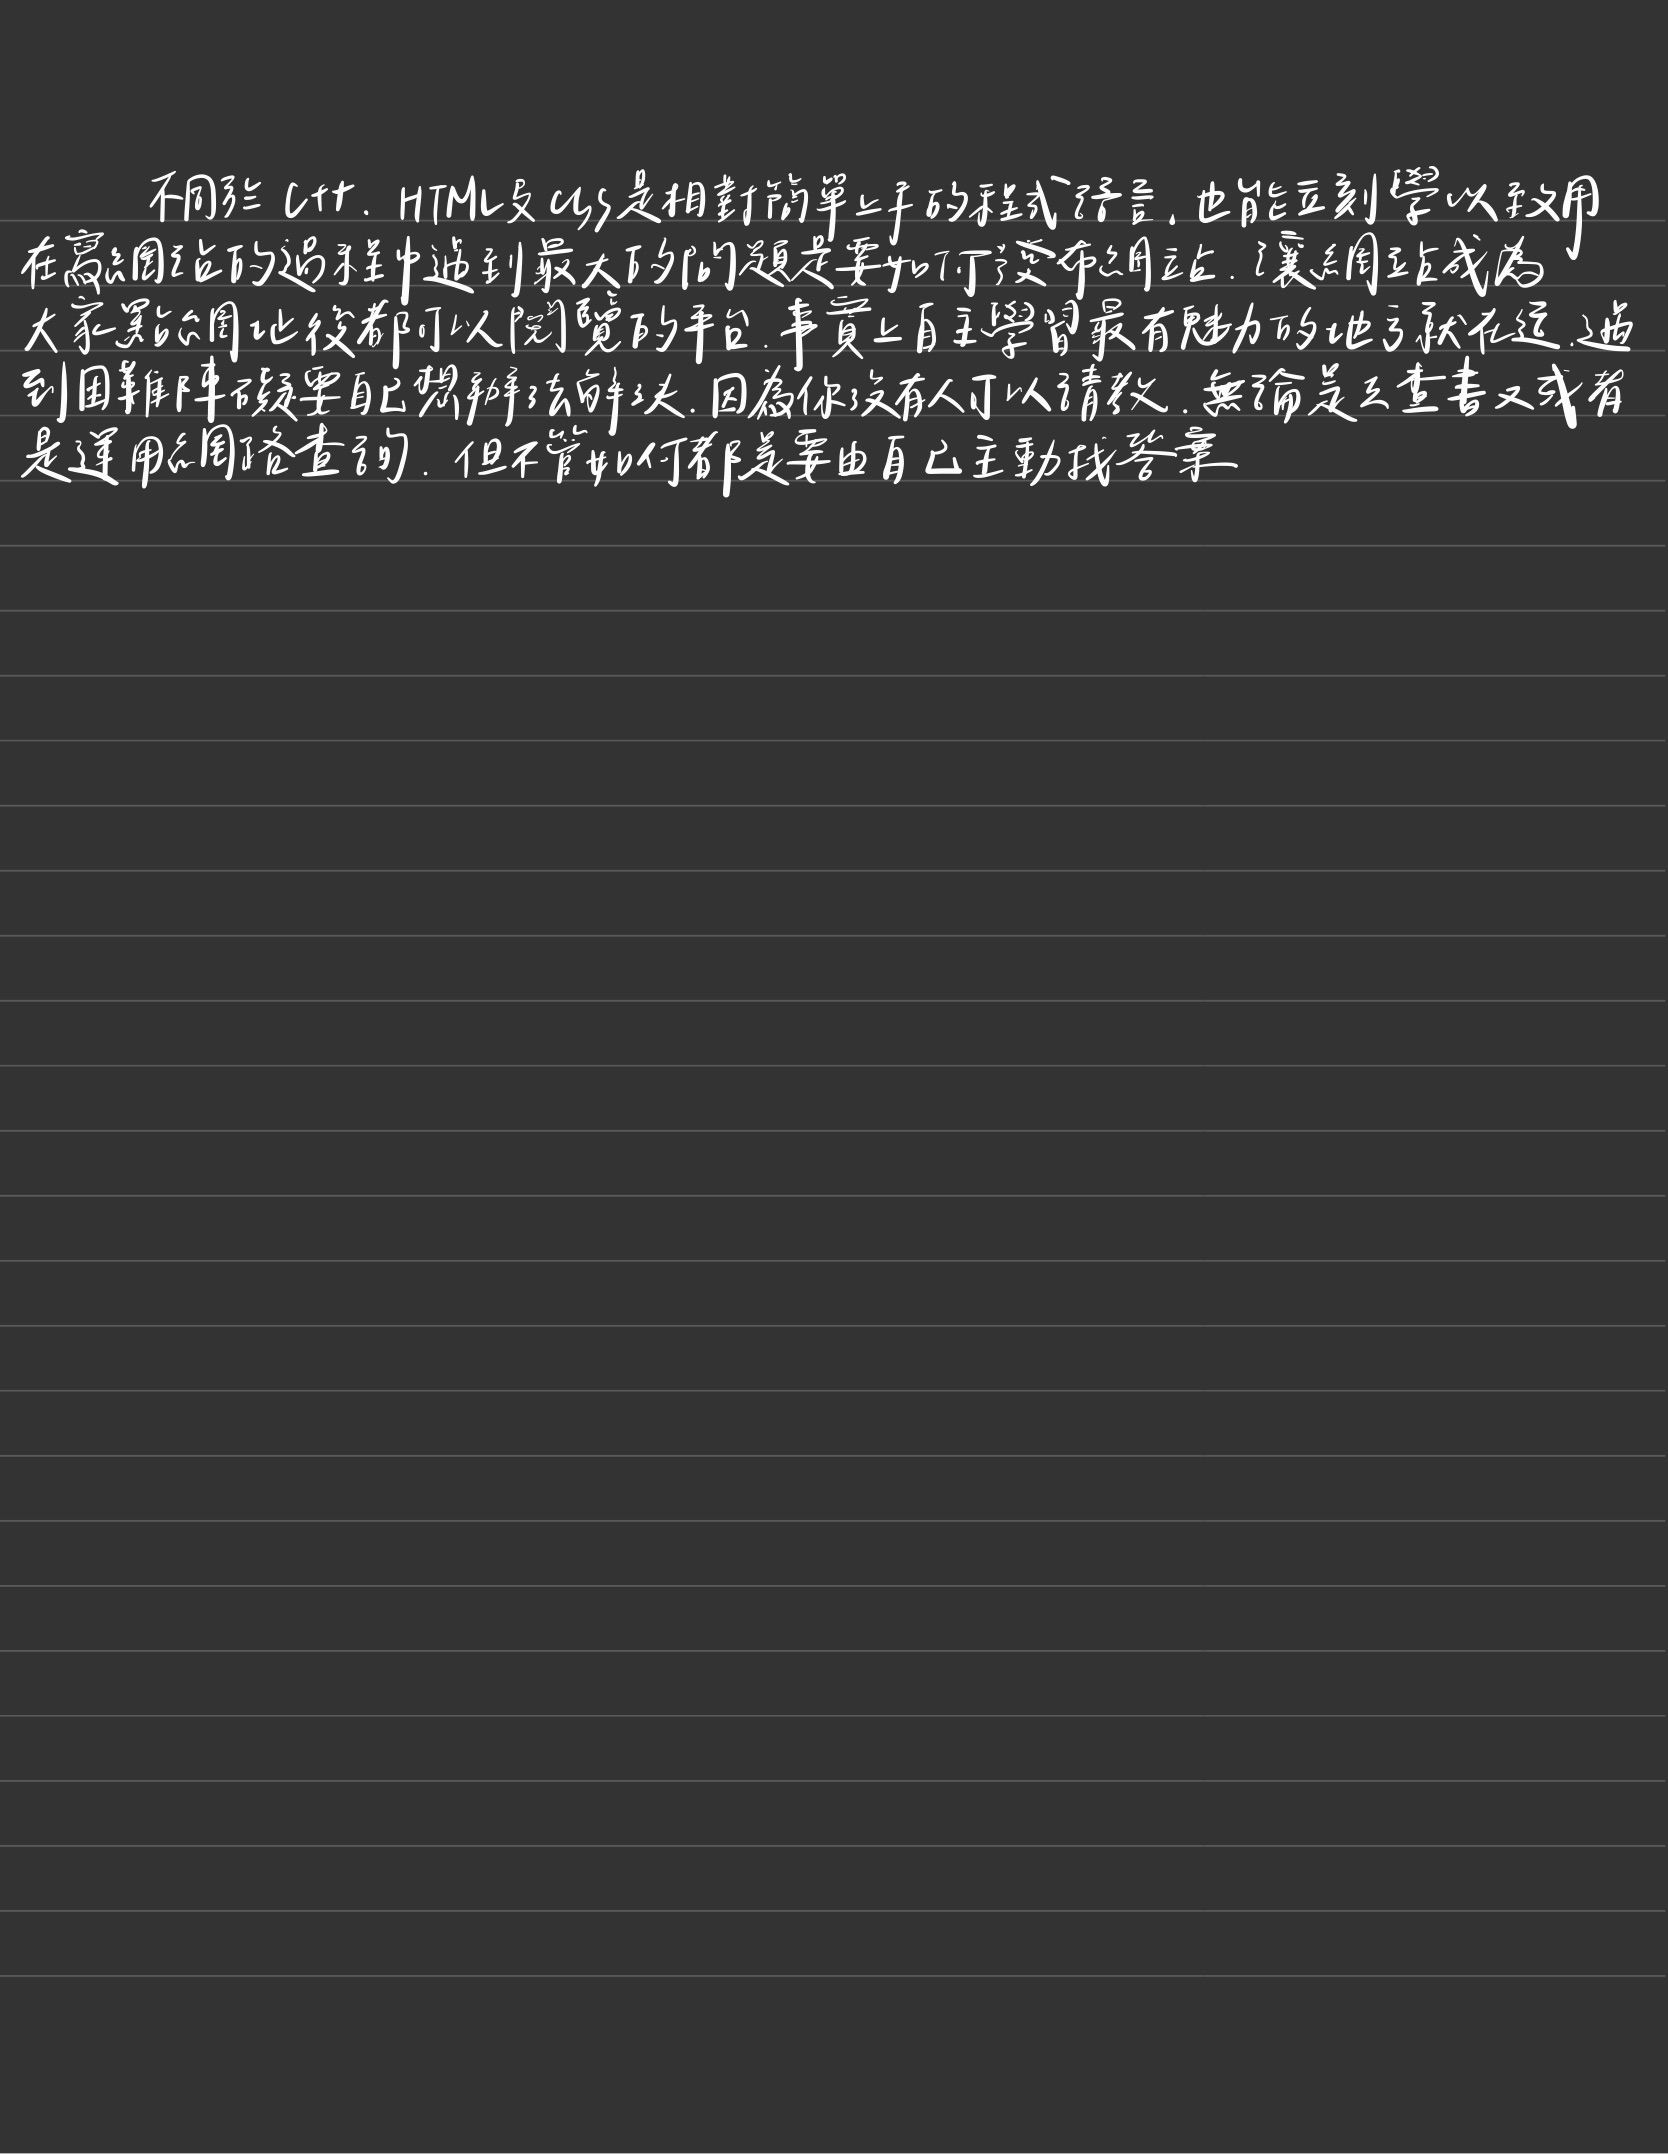 不同於 C++. HTML及CSS是相對簡單上手的程式語言. 也能立刻學以致用
在寫網站的過程中遇到最大的問題是要如何發布網站. 讓網站成為
大家點網址後都可以閱覽的平台. 事實上自主學習最有魅力的地方就在這.遇
到困難障礙要自己想辦法解決. 因為你沒有人可以請教. 無論是去查書又或者
是運用網路查詢. 但不管如何都是要由自己主動找答案